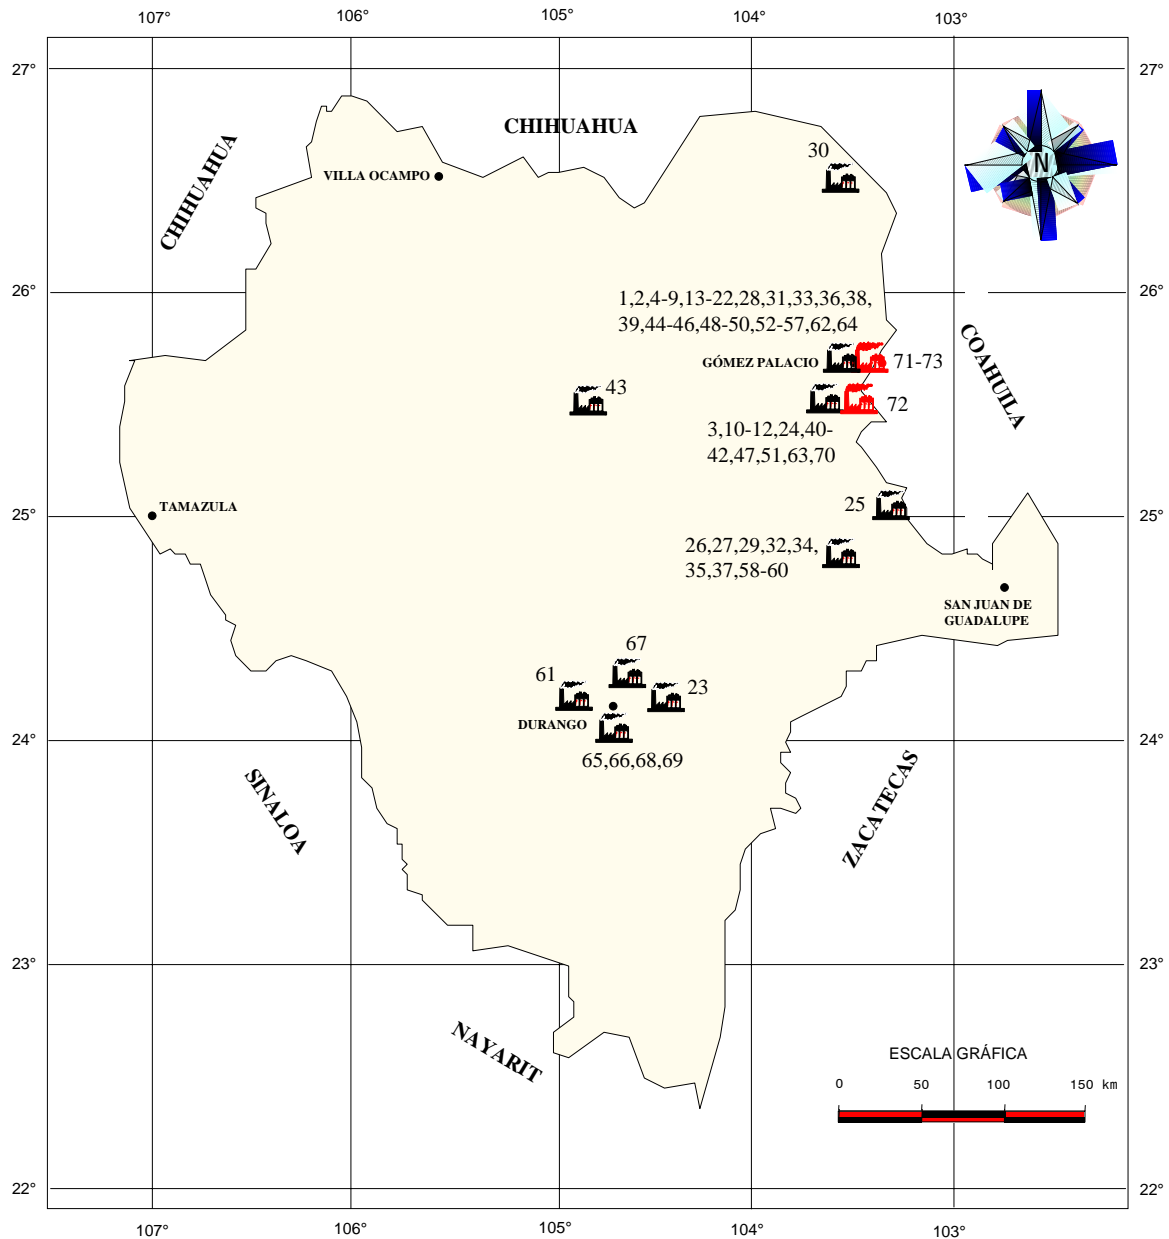 107°
106°
105°
104°
103°
27°
27°
CHIHUAHUA
CHIHUAHUA
N
30
VILLA OCAMPO
26°
26°
1,2,4-9,13-22,28,31,33,36,38,
39,44-46,48-50,52-57,62,64
COAHUILA
GÓMEZ PALACIO
71-73
43
72
3,10-12,24,40-
42,47,51,63,70
TAMAZULA
25
25°
25°
26,27,29,32,34,
35,37,58-60
SAN JUAN DE
GUADALUPE
67
61
23
DURANGO
24°
24°
65,66,68,69
SINALOA
ZACATECAS
23°
23°
NAYARIT
ESCALA GRÁFICA
0
50
100
150 km
22°
22°
107°
106°
105°
104°
103°